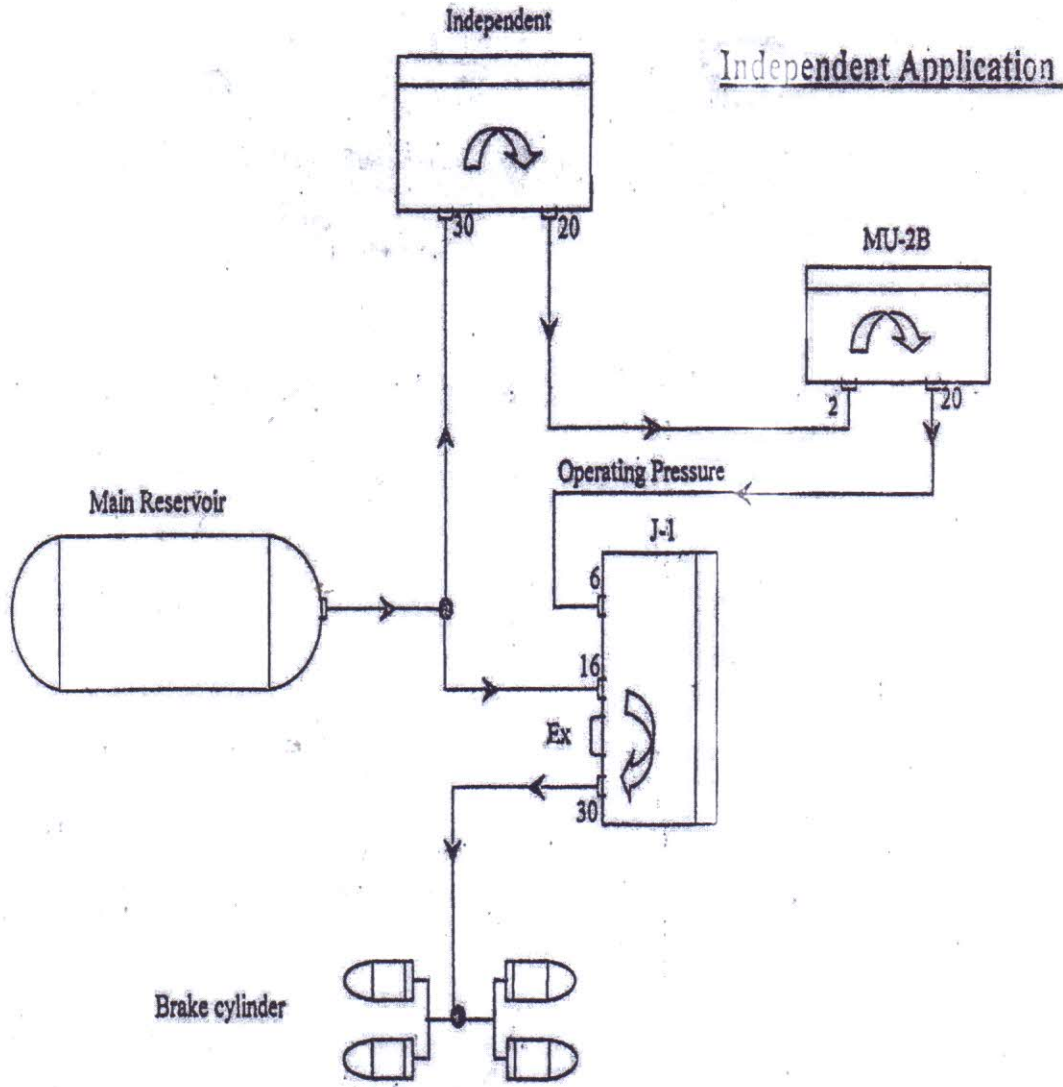 Independent
Independent Application
30
20
MU-2B
2
20
Operating Pressure
Main Reservoir
J-1
6
16
Ex
30
Brake cylinder